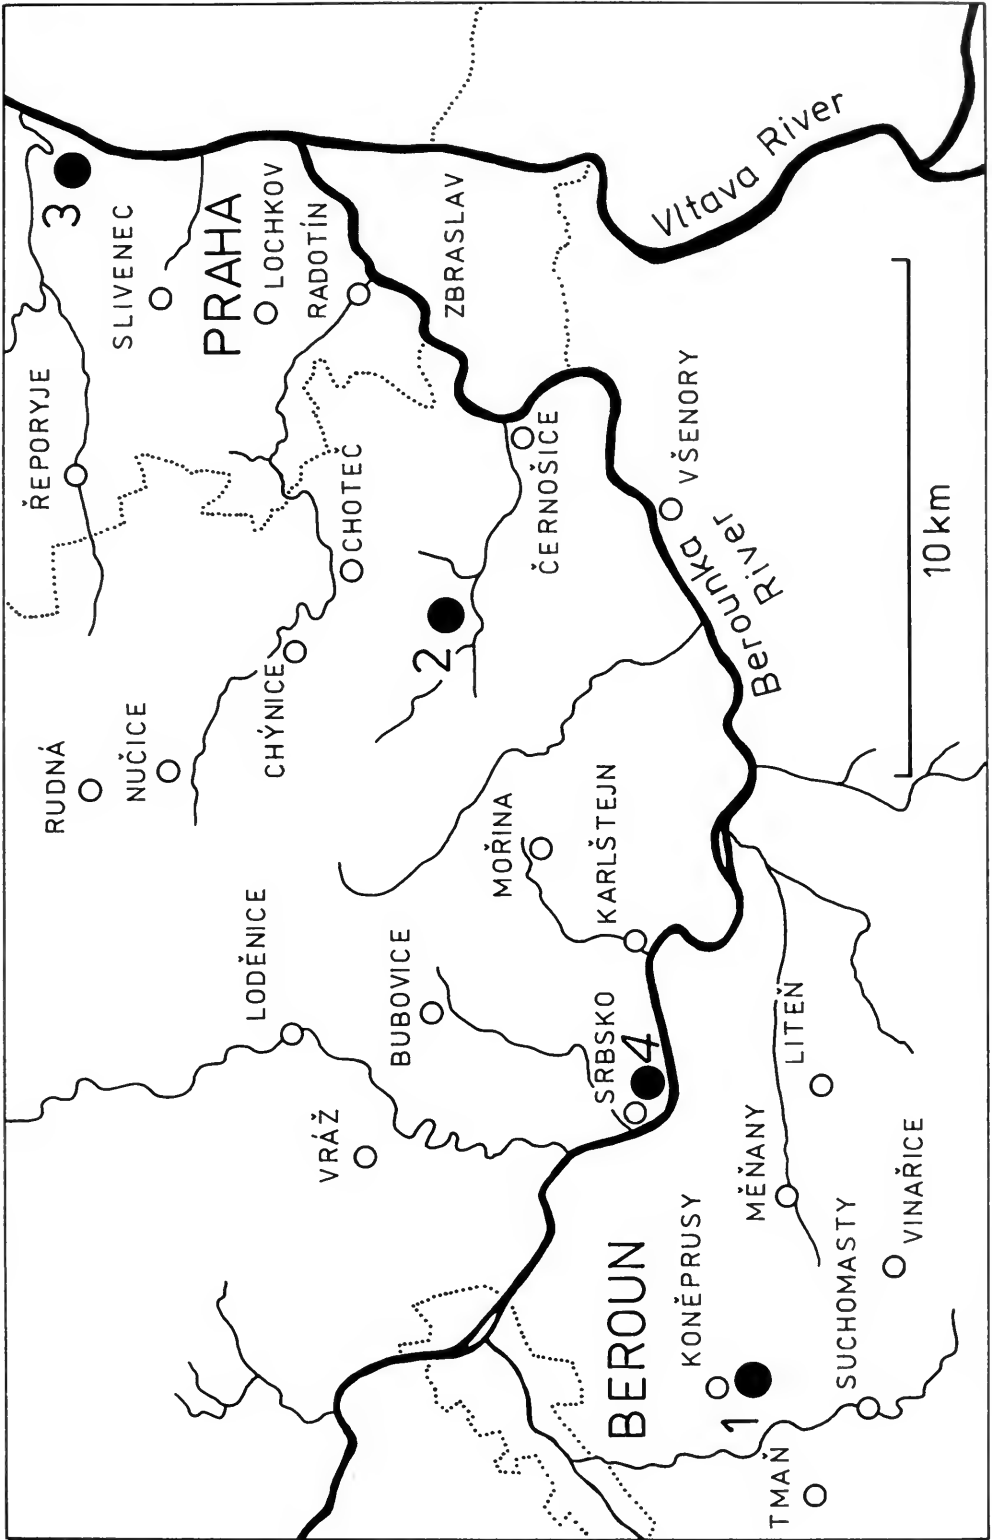 RUDNÁ
NUČICE
ŘEPORYJE
3
SLIVENEC
PRAHA
LOCHKOV
RADOTÍN
CHÝNICE
CHOTEČ
ZBRASLAV
LODĚNICE
2
VRÁŽ
BUBOVICE
MOŘINA
ČERNOŠICE
KARLŠTEJN
SRBSKO
4
VŠENORY
Vltava River
Berounka
River
BEROUN
KONĚPRUSY
1
MĚŇANY
LITEŇ
TMAŇ
SUCHOMASTY
VINAŘICE
10 km